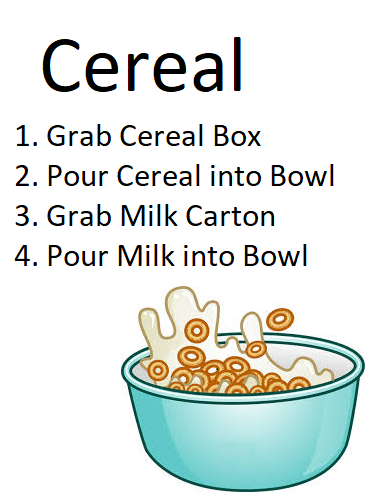 Cereal
1. Grab Cereal Box
2. Pour Cereal into Bowl
3. Grab Milk Carton
4. Pour Milk into Bowl